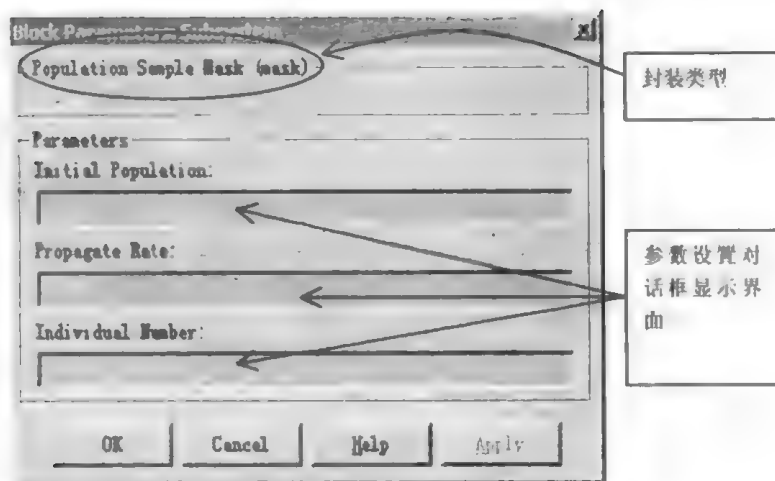 Block Parameters: Subsystem
Population Sample Mask (mask)
封装类型
Parameters
Initial Population:
Propagate Rate:
参数设置对
话框显示界
面
Individual Number:
OK
Cancel
Help
Apply